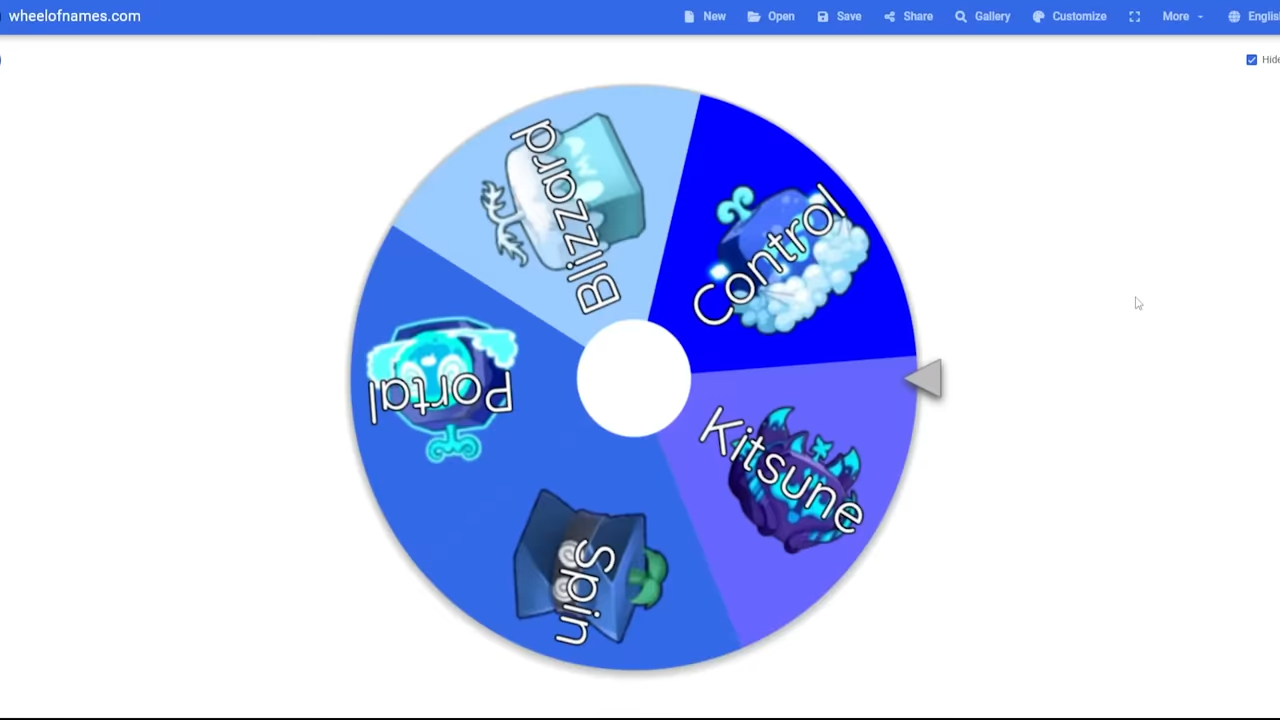 wheelofnames.com
New
Open
Save
Share
Gallery
Customize
More
Hide
Blizzard
Control
Portal
Kitsune
Spin